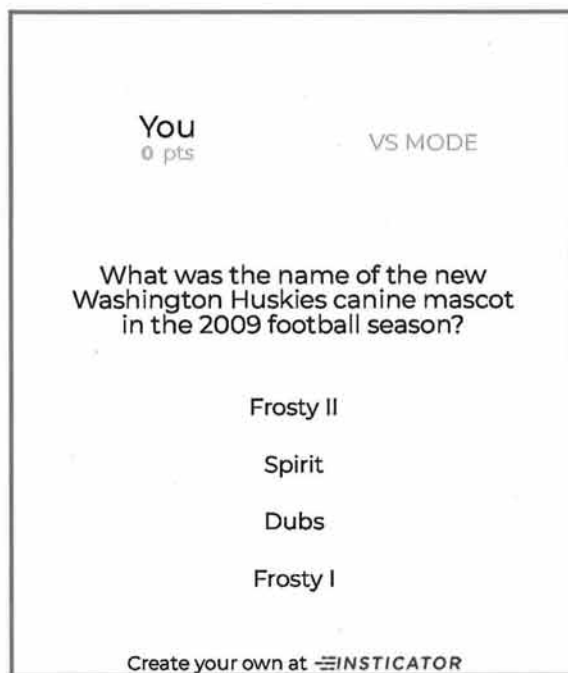 You
0 pts
VS MODE
What was the name of the new
Washington Huskies canine mascot
in the 2009 football season?
Frosty II
Spirit
Dubs
Frosty I
Create your own at INSTICATOR